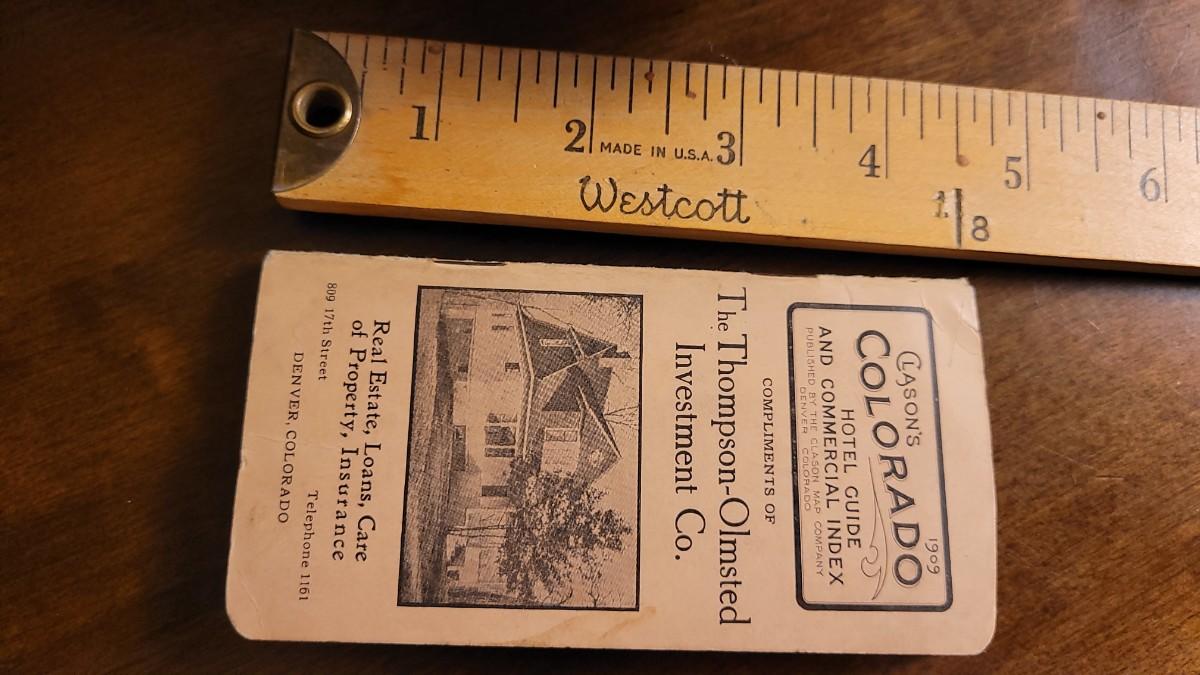 1 2 3 4 5 6
MADE IN U.S.A.
Westcott
1 8
1909
CLASON'S
COLORADO
HOTEL GUIDE
AND COMMERCIAL INDEX
PUBLISHED BY THE CLASON MAP COMPANY
DENVER COLORADO
COMPLIMENTS OF
The Thompson-Olmsted
Investment Co.
Real Estate, Loans, Care
of Property, Insurance
809 17th Street
Telephone 1161
DENVER, COLORADO